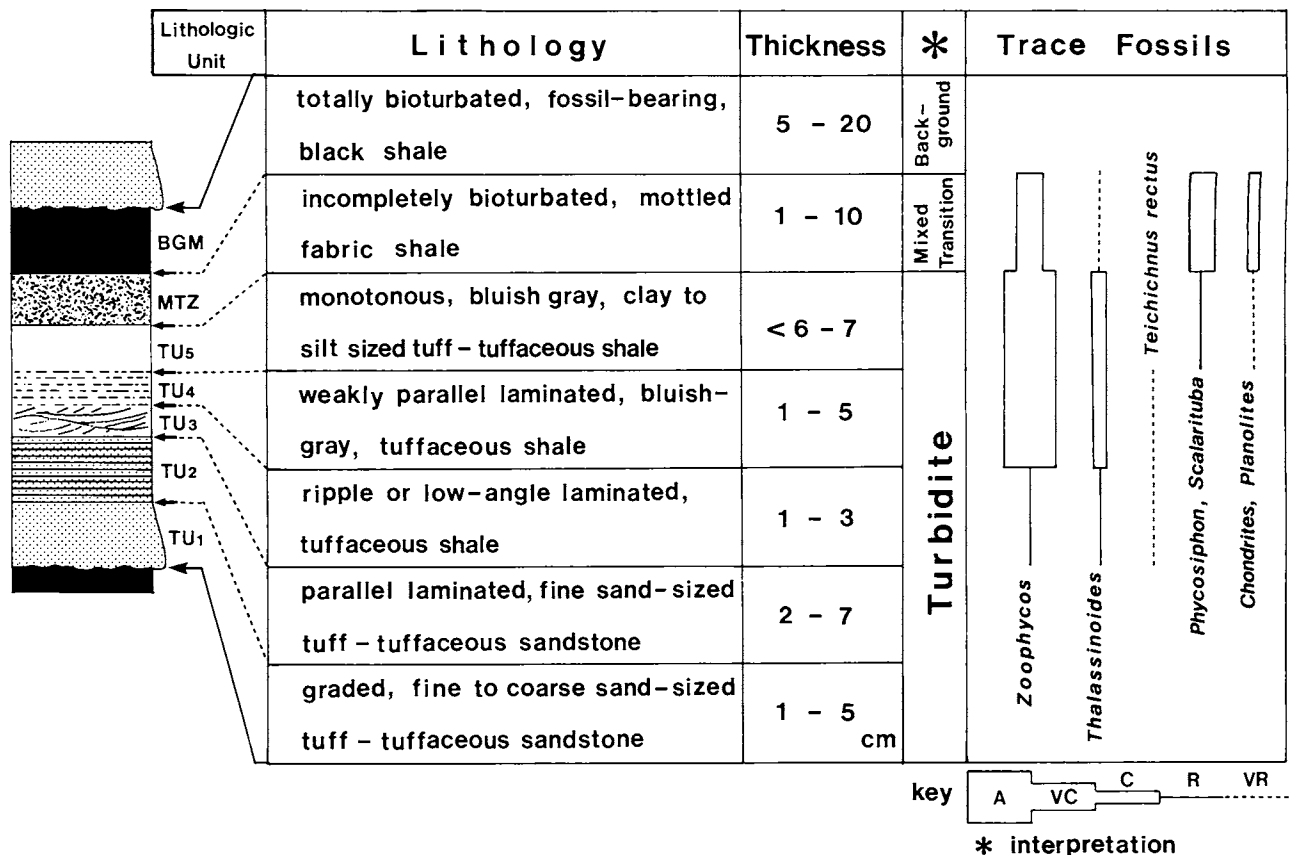 Lithologic
Unit
Lithology
Thickness
*
Trace Fossils
totally bioturbated, fossil-bearing,
black shale
5 - 20
Back-
ground
incompletely bioturbated, mottled
fabric shale
1 - 10
Mixed
Transition
monotonous, bluish gray, clay to
silt sized tuff - tuffaceous shale
< 6 - 7
weakly parallel laminated, bluish-
gray, tuffaceous shale
1 - 5
ripple or low-angle laminated,
tuffaceous shale
1 - 3
parallel laminated, fine sand-sized
tuff - tuffaceous sandstone
2 - 7
graded, fine to coarse sand-sized
tuff - tuffaceous sandstone
1 - 5
cm
Turbidite
BGM
MTZ
TU5
TU4
TU3
TU2
TU1
Zoophycos
Thalassinoides
Teichichnus rectus
Phycosiphon, Scalarituba
Chondrites, Planolites
key
A
VC
C
R
VR
* interpretation